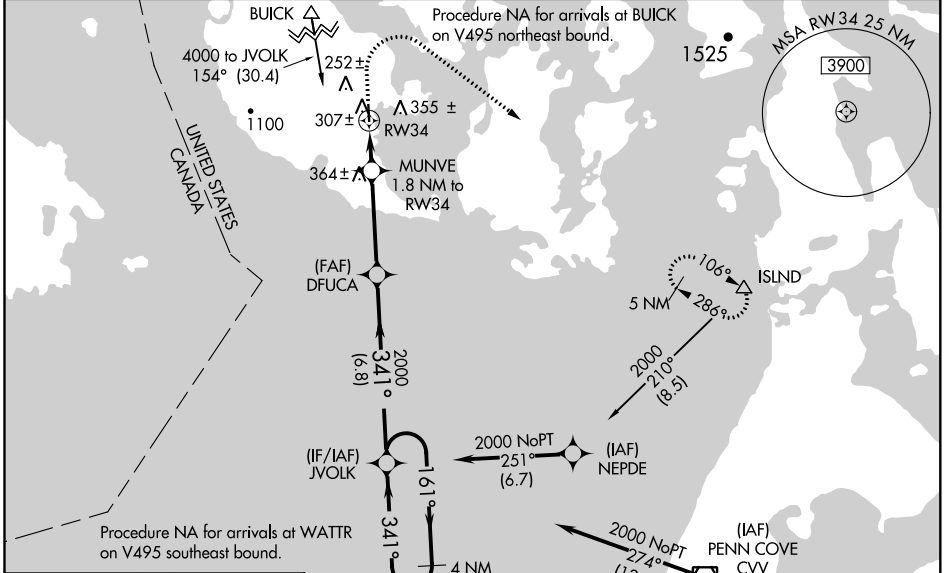 BUICK
Procedure NA for arrivals at BUICK
on V495 northeast bound.
4000 to JVOLK
154° (30.4)
252 ±
1525
MSA RW34 25 NM
3900
1100
307±
355 ±
RW34
UNITED STATES
CANADA
364±
MUNVE
1.8 NM to
RW34
(FAF)
DFUCA
106°
ISLND
5 NM
286°
2000
210°
(8.5)
2000
341°
(6.8)
(IF/IAF)
JVOLK
161°
2000 NoPT
251°
(6.7)
(IAF)
NEPDE
Procedure NA for arrivals at WATTR
on V495 southeast bound.
341°
4 NM
2000 NoPT
274°
(IAF)
PENN COVE
CVV